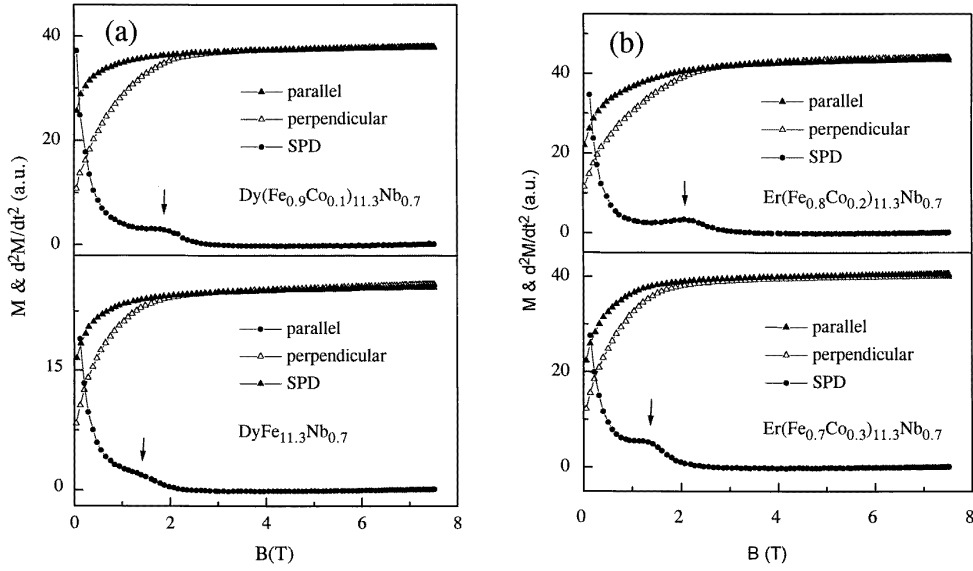 (a)
40
20
0
parallel
perpendicular
SPD
Dy(Fe0.9Co0.1)11.3Nb0.7
15
0
parallel
perpendicular
SPD
DyFe11.3Nb0.7
0 2 4 6 8
B(T)
M & d2M/dt2 (a.u.)
(b)
40
20
0
parallel
perpendicular
SPD
Er(Fe0.8Co0.2)11.3Nb0.7
40
20
0
parallel
perpendicular
SPD
Er(Fe0.7Co0.3)11.3Nb0.7
0 2 4 6 8
B (T)
M & d2M/dt2 (a.u.)